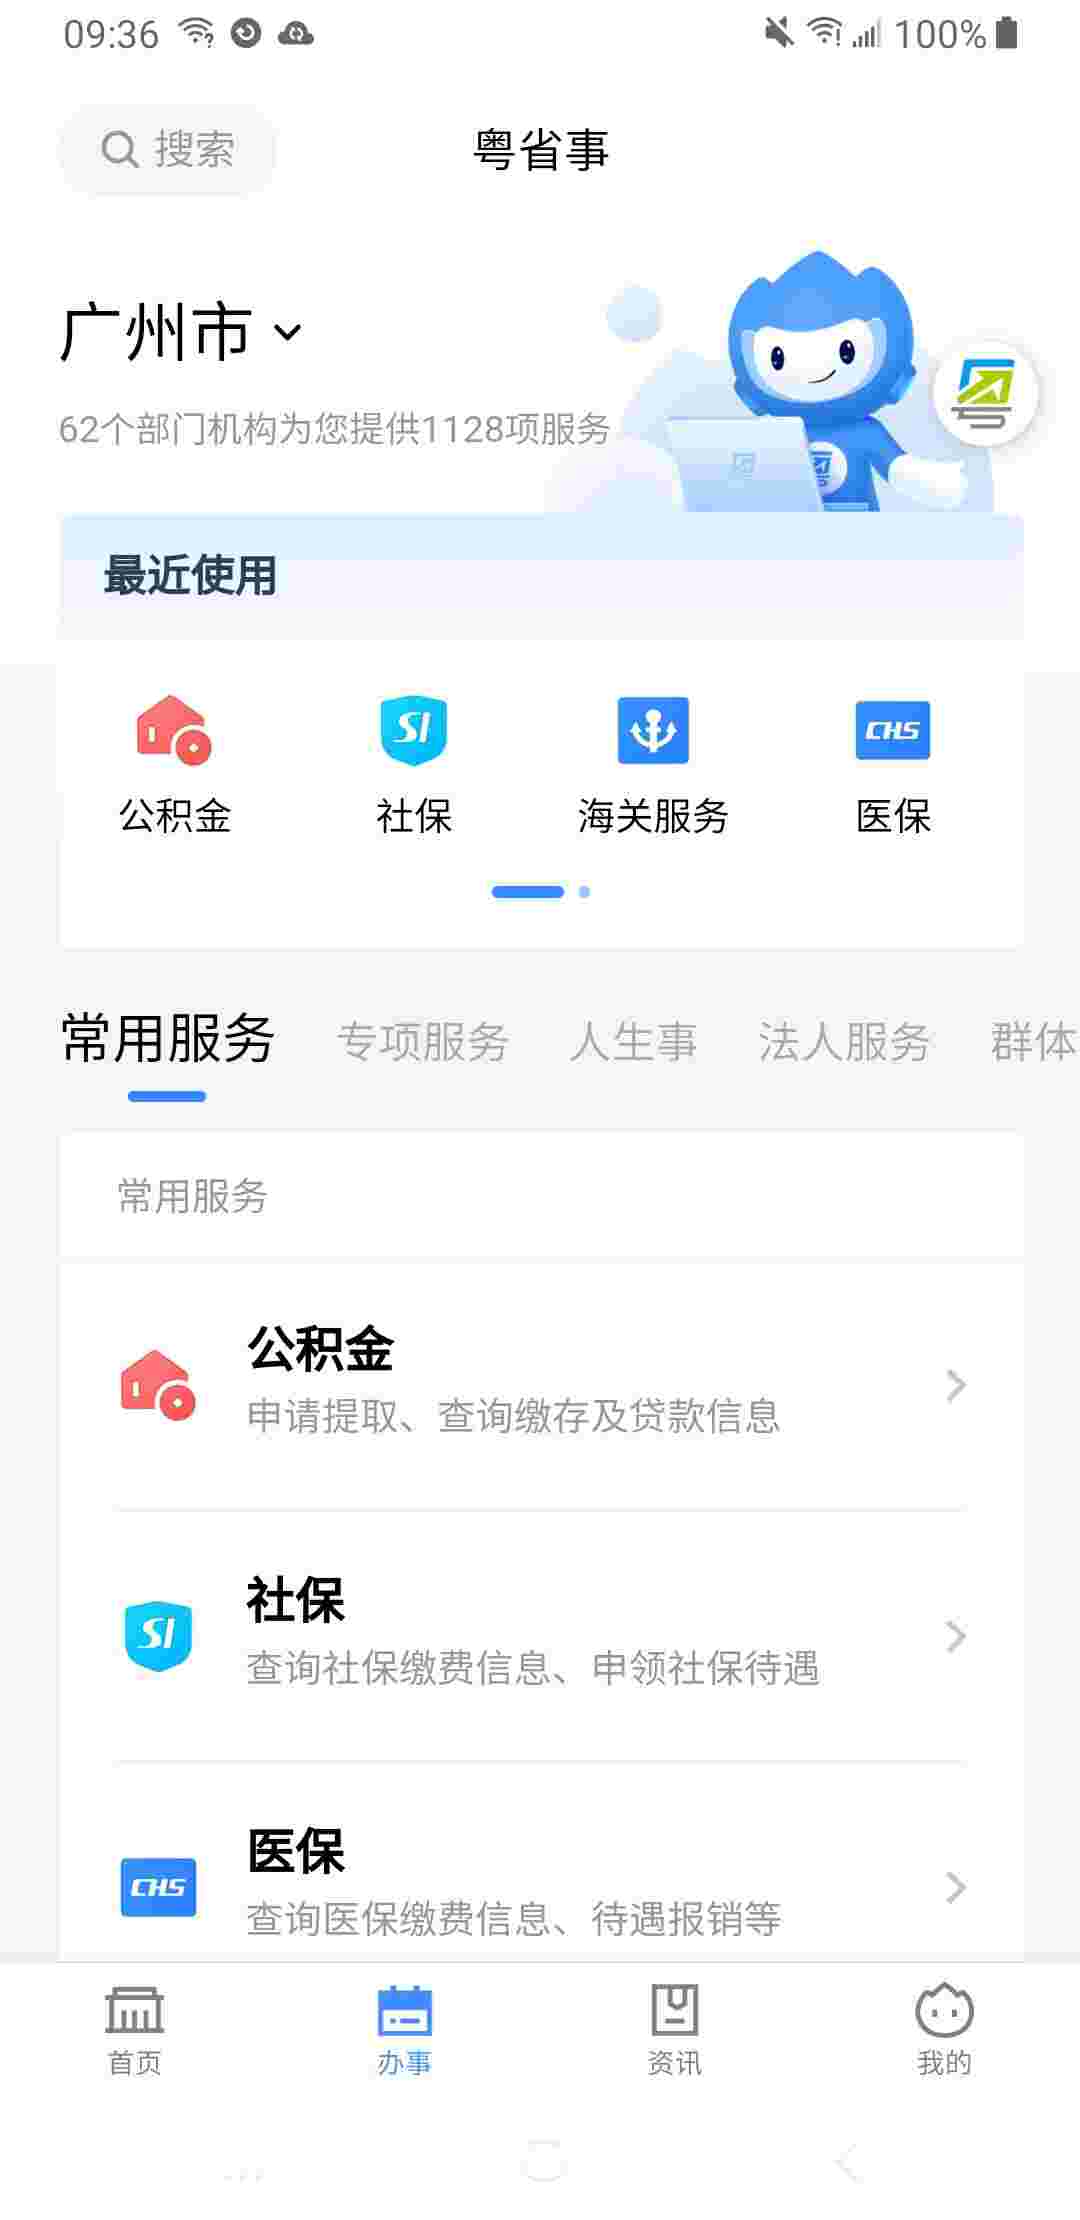 09:36
100%
搜索
粤省事
广州市
62个部门机构为您提供1128项服务
最近使用
公积金
社保
海关服务
医保
SI
CHS
常用服务 专项服务 人生事 法人服务 群体
常用服务
公积金
申请提取、查询缴存及贷款信息
SI
社保
查询社保缴费信息、申领社保待遇
CHS
医保
查询医保缴费信息、待遇报销等
首页
办事
资讯
我的